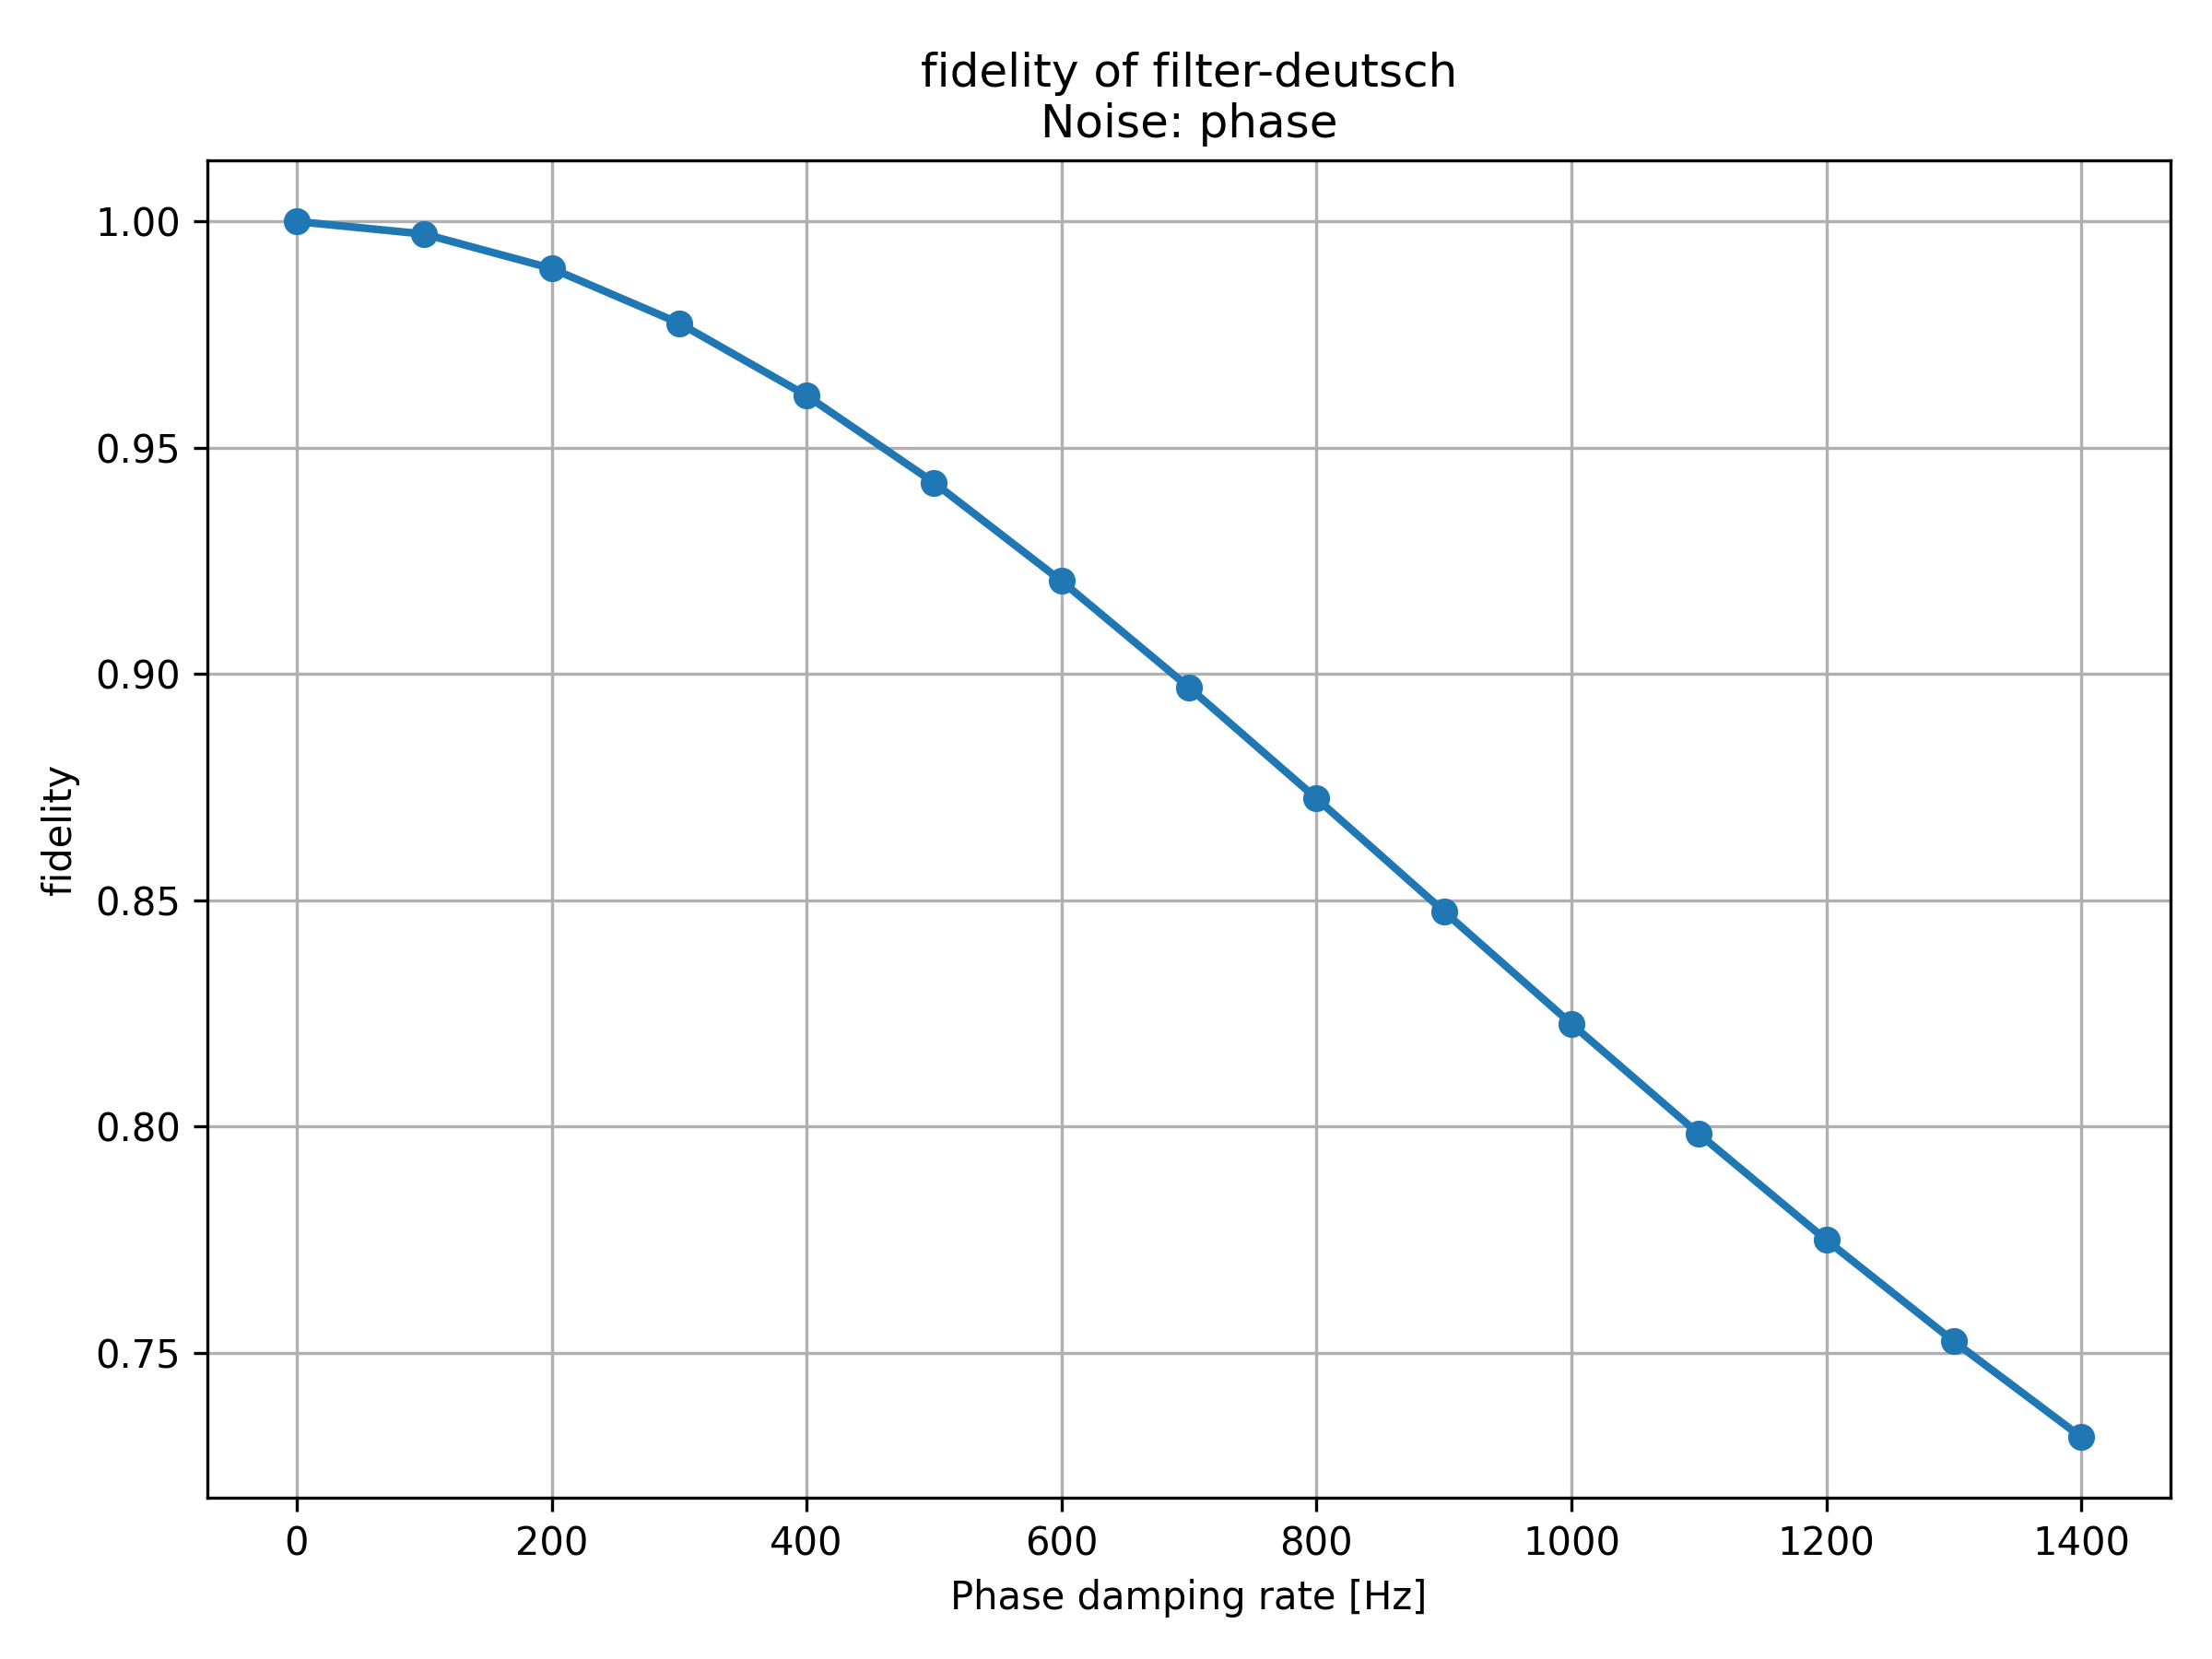 fidelity of filter-deutsch
Noise: phase
1.00
0.95
0.90
0.85
0.80
0.75
fidelity
0 200 400 600 800 1000 1200 1400
Phase damping rate [Hz]